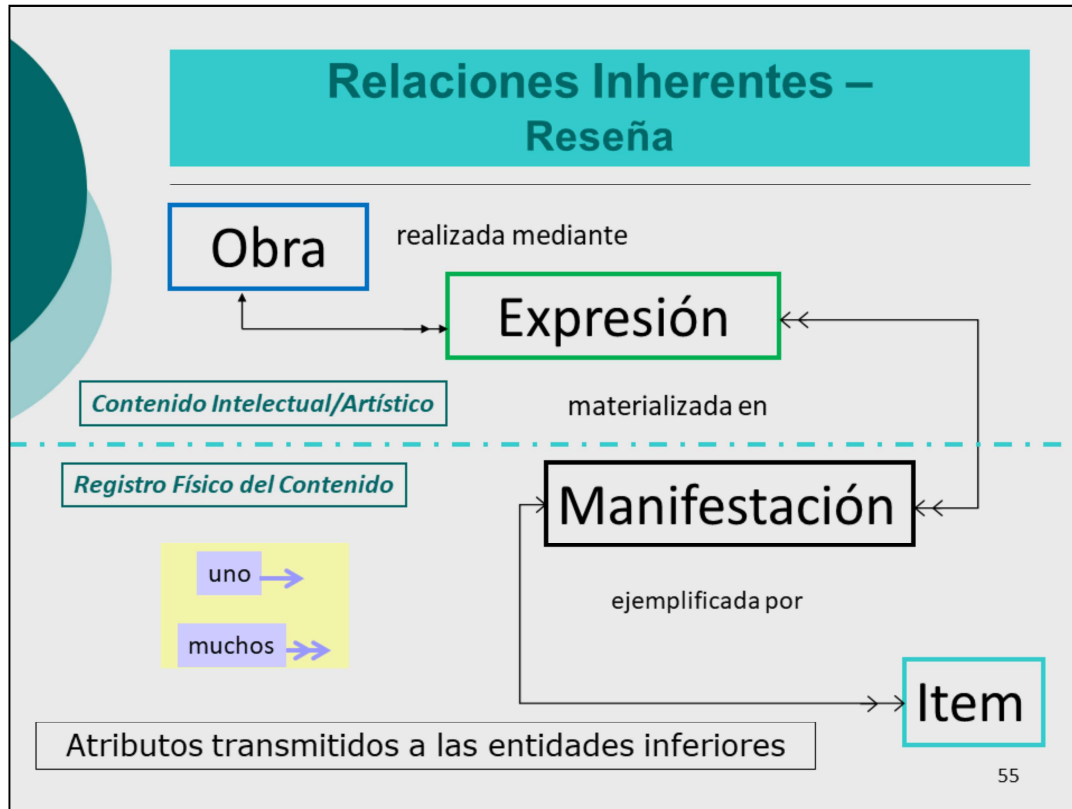 Relaciones Inherentes –
Reseña
Obra
realizada mediante
Expresión
Contenido Intelectual/Artístico
materializada en
Registro Físico del Contenido
Manifestación
uno
ejemplificada por
muchos
Item
Atributos transmitidos a las entidades inferiores
55